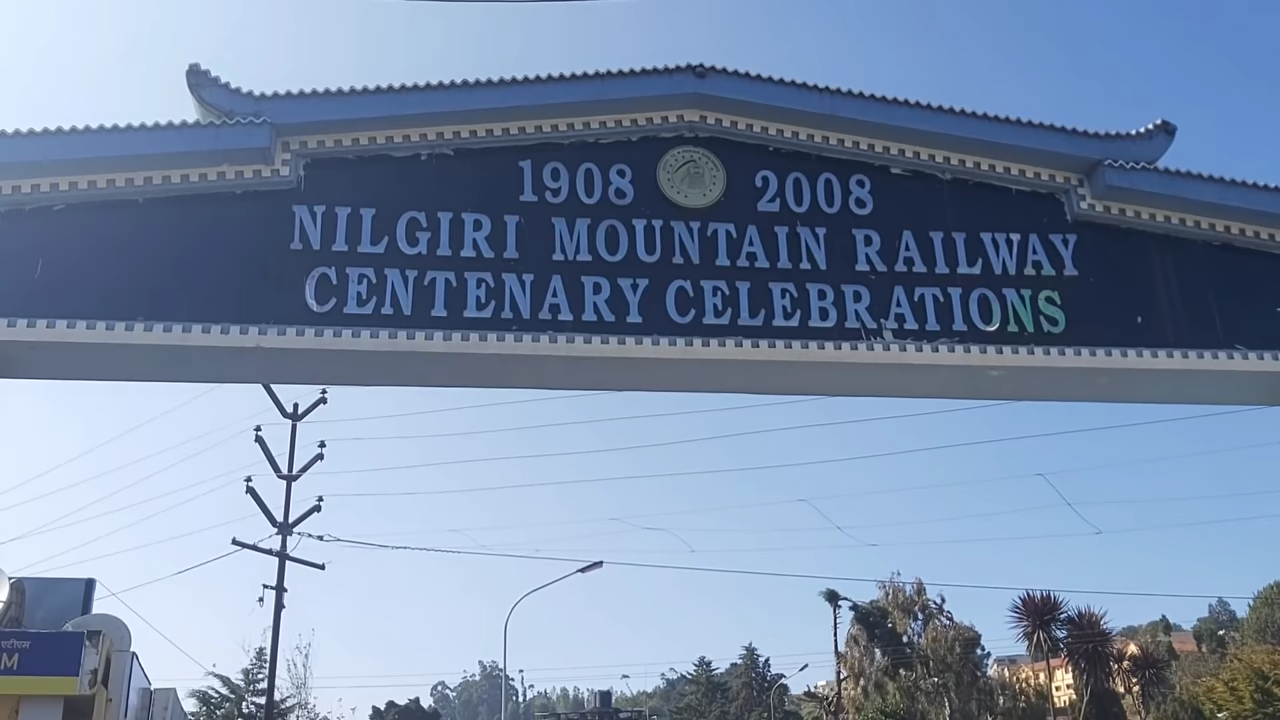 1908 2008
NILGIRI MOUNTAIN RAILWAY
CENTENARY CELEBRATIONS
एटीएम
M